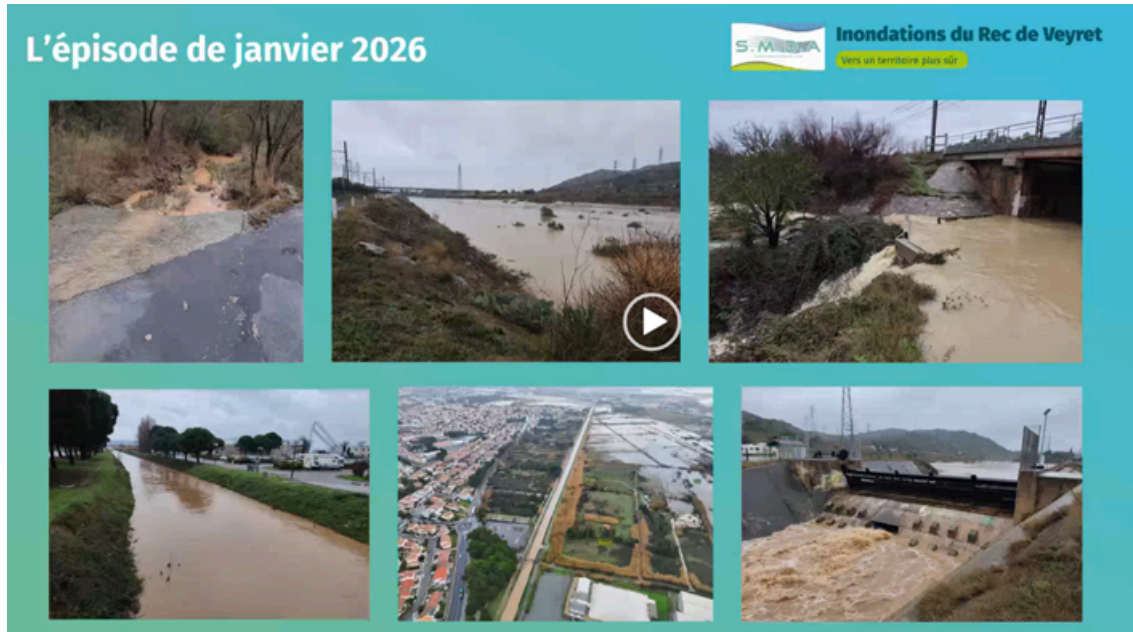 L'épisode de janvier 2026
Inondations du Rec de Veyret
Vers un territoire plus sûr